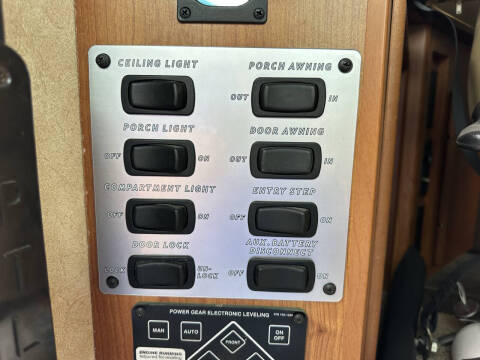 CEILING LIGHT
PORCH AWNING
OUT IN
PORCH LIGHT
DOOR AWNING
OFF ON
OUT IN
COMPARTMENT LIGHT
ENTRY STEP
OFF ON
OFF ON
DOOR LOCK
AUX. BATTERY
DISCONNECT
LOCK UN-
LOCK
OFF ON
POWER GEAR ELECTRONIC LEVELING
MAN AUTO FRONT ON
OFF
ENGINE RUNNING